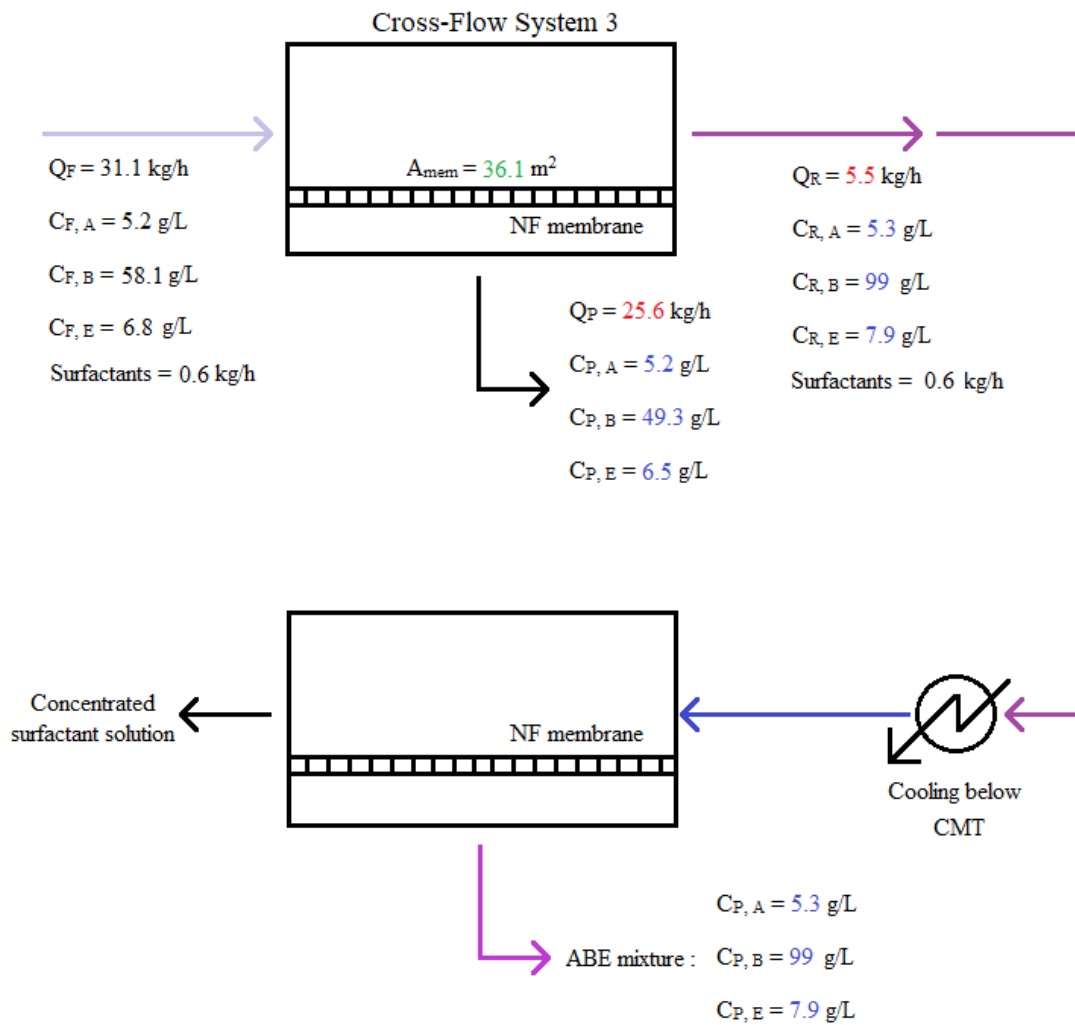 Cross-Flow System 3
QF = 31.1 kg/h
CF, A = 5.2 g/L
CF, B = 58.1 g/L
CF, E = 6.8 g/L
Surfactants = 0.6 kg/h
Amem = 36.1 m²
NF membrane
QP = 25.6 kg/h
CP, A = 5.2 g/L
CP, B = 49.3 g/L
CP, E = 6.5 g/L
QR = 5.5 kg/h
CR, A = 5.3 g/L
CR, B = 99 g/L
CR, E = 7.9 g/L
Surfactants = 0.6 kg/h
Concentrated
surfactant solution
NF membrane
Cooling below
CMT
ABE mixture :
CP, A = 5.3 g/L
CP, B = 99 g/L
CP, E = 7.9 g/L